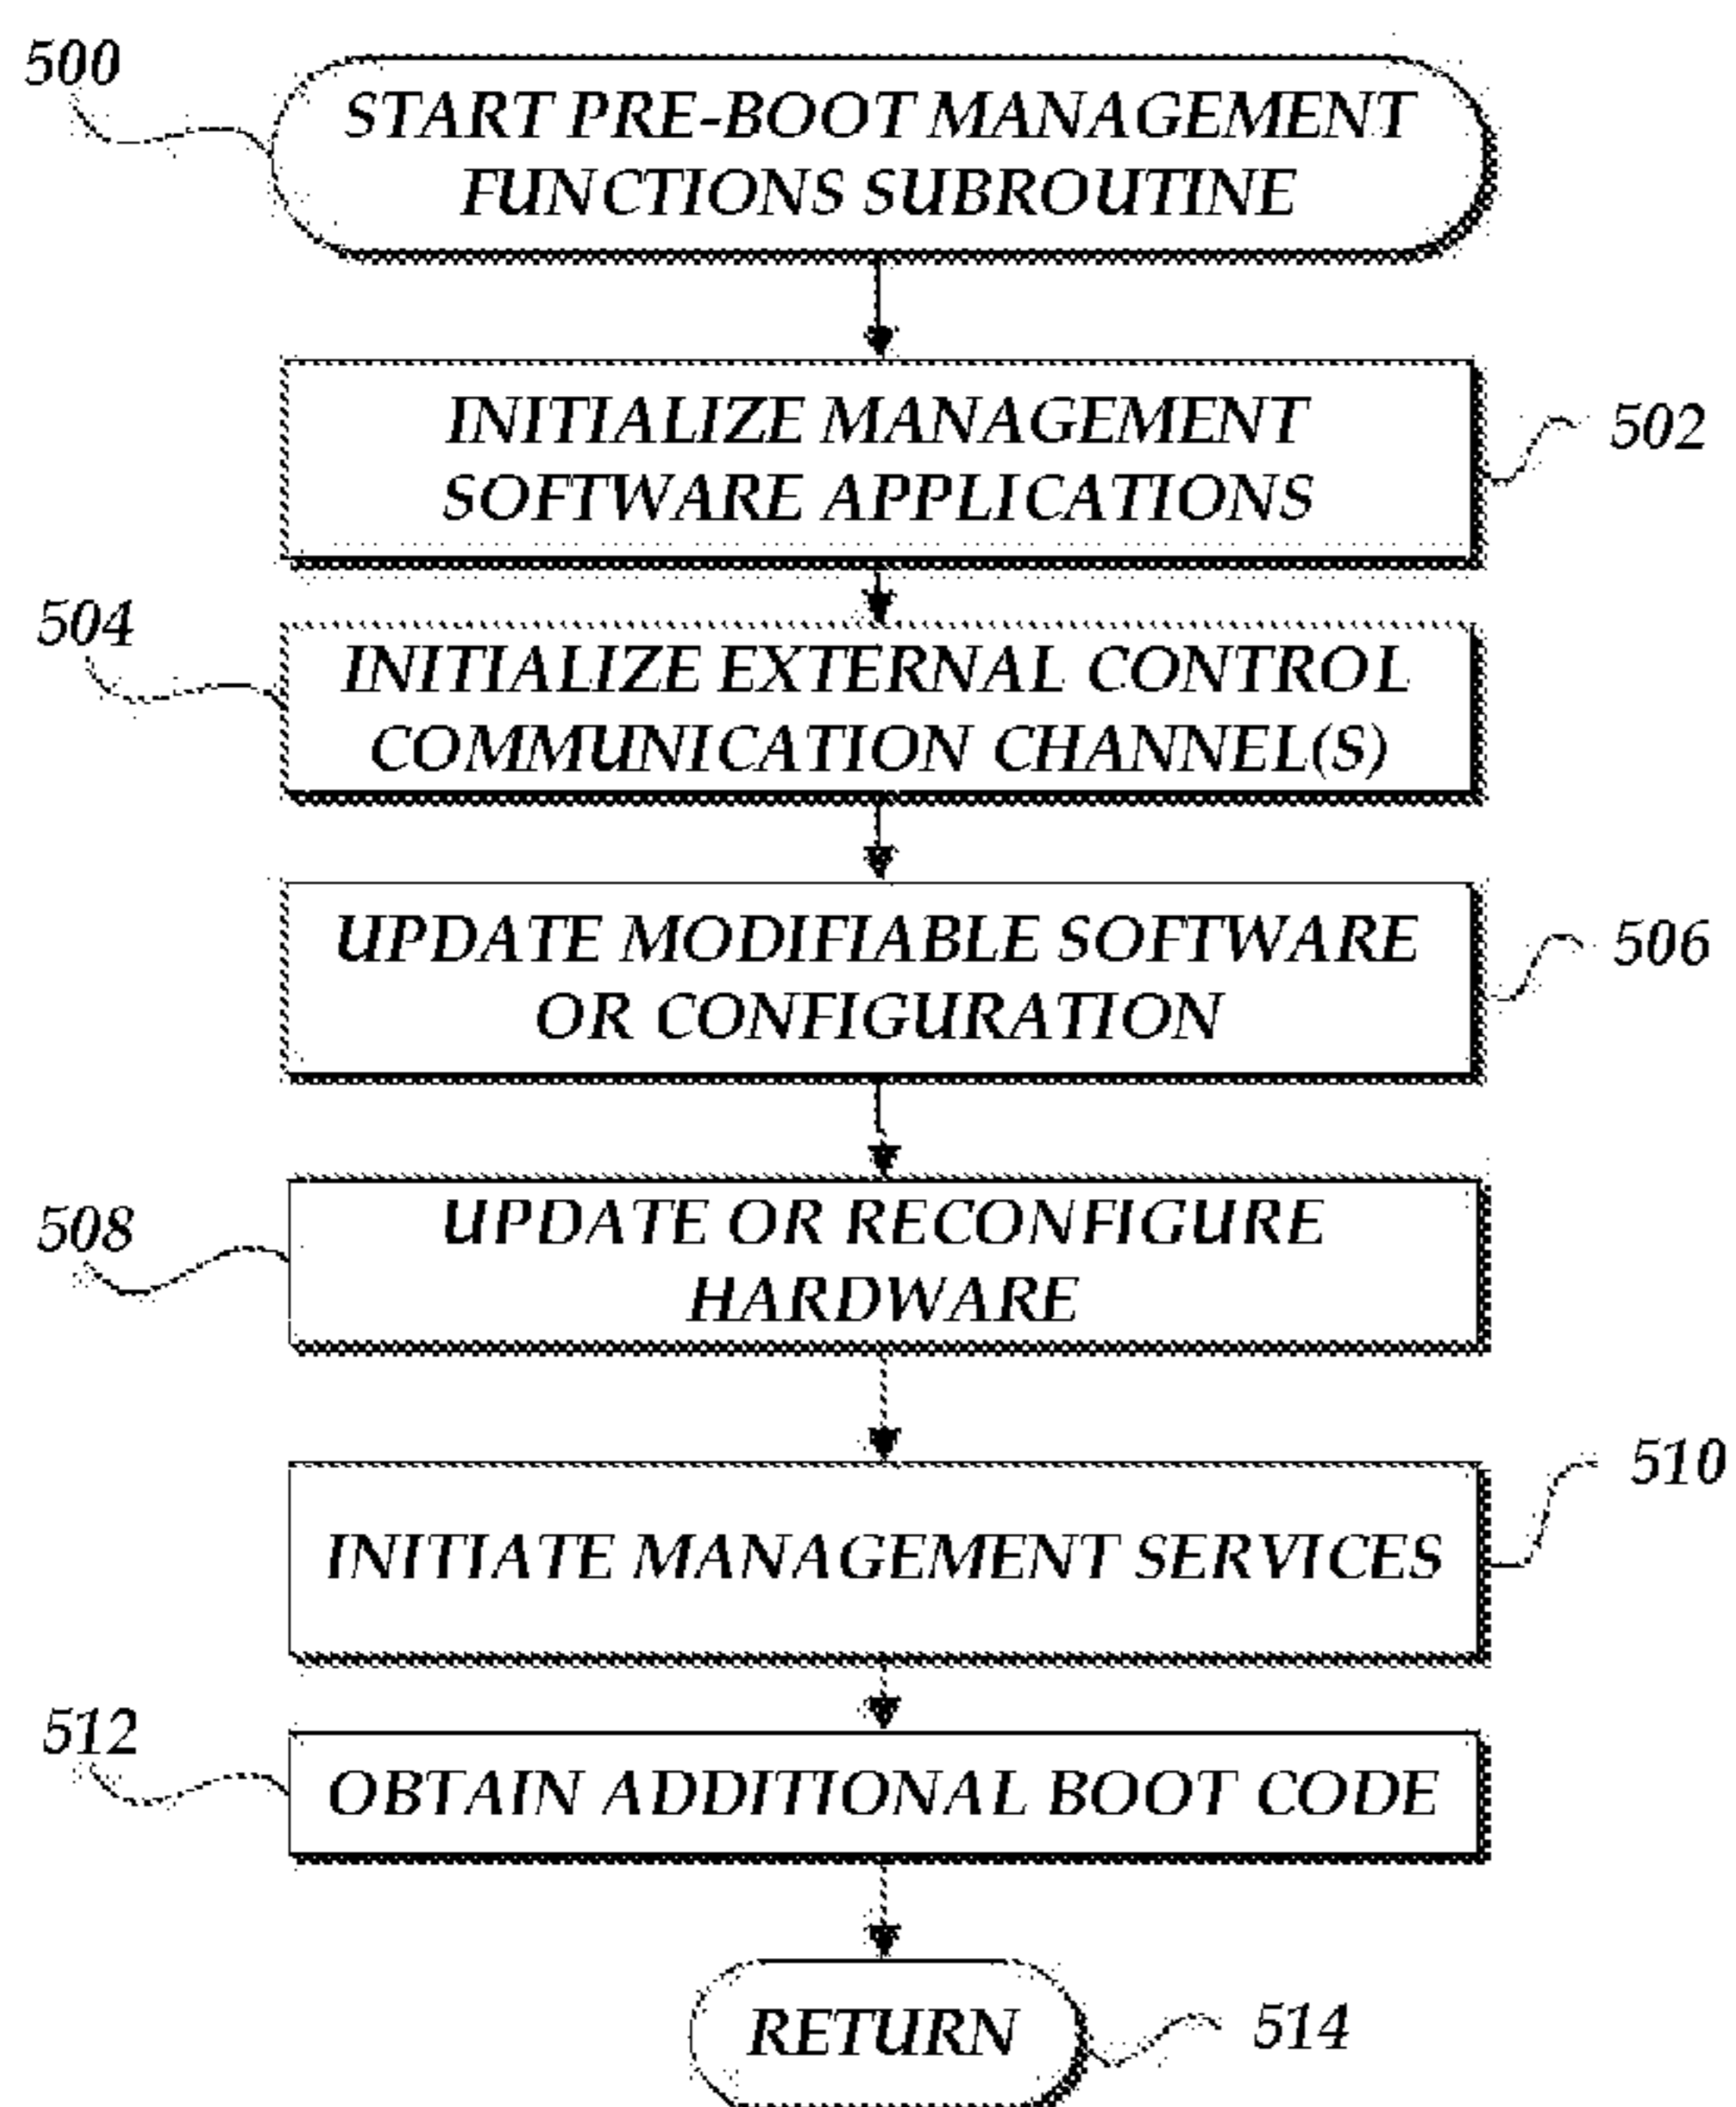 500
START PRE-BOOT MANAGEMENT
FUNCTIONS SUBROUTINE
INITIALIZE MANAGEMENT
SOFTWARE APPLICATIONS
502
504
INITIALIZE EXTERNAL CONTROL
COMMUNICATION CHANNEL(S)
UPDATE MODIFIABLE SOFTWARE
OR CONFIGURATION
506
508
UPDATE OR RECONFIGURE
HARDWARE
510
INITIATE MANAGEMENT SERVICES
512
OBTAIN ADDITIONAL BOOT CODE
RETURN
514